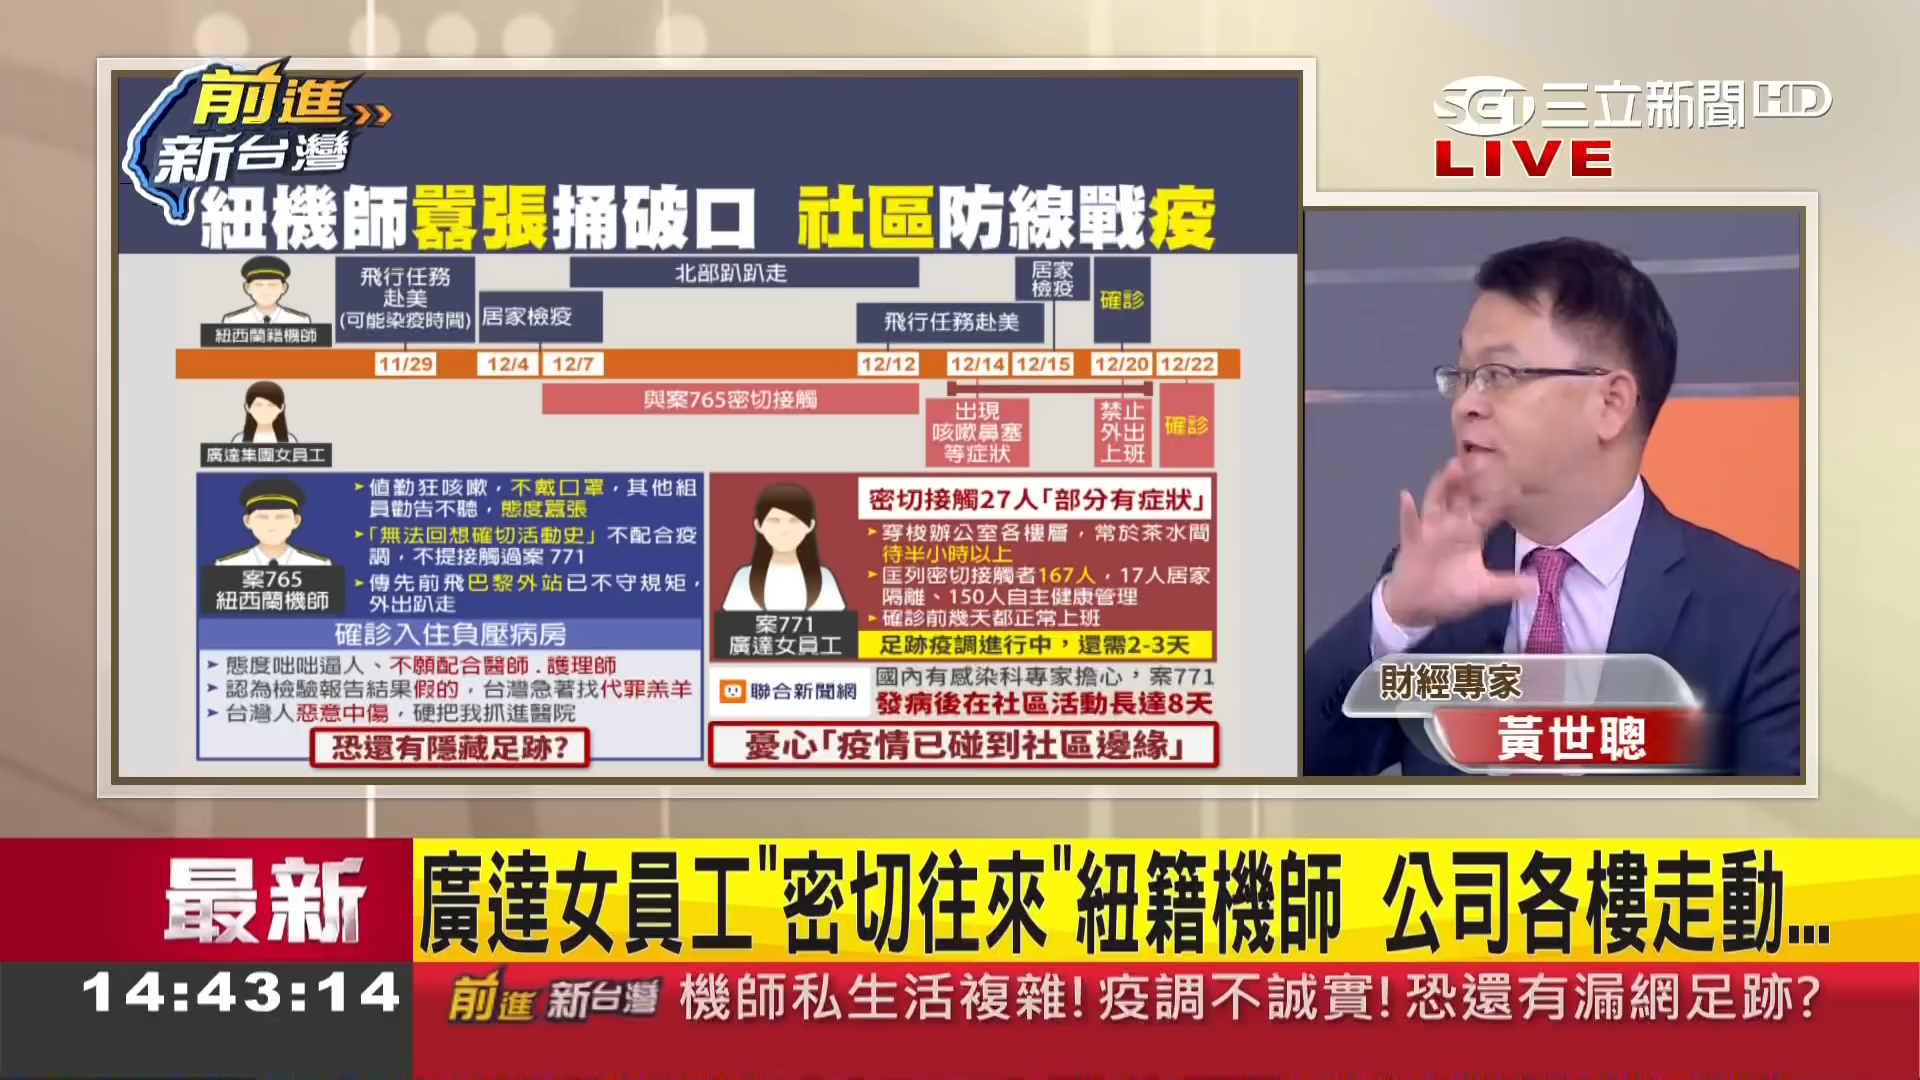 前進
新台灣
SET三立新聞HD
LIVE
紐機師囂張捅破口 社區防線戰疫
飛行任務
赴美
(可能染疫時間)
居家檢疫
北部趴趴走
飛行任務赴美
居家
檢疫
確診
紐西蘭籍機師
11/29
12/4
12/7
12/12
12/14
12/15
12/20
12/22
與案765密切接觸
出現
咳嗽鼻塞
等症狀
禁止
外出
上班
確診
廣達集團女員工
➤值勤狂咳嗽，不戴口罩，其他組
員勸告不聽，態度囂張
➤「無法回想確切活動史」不配合疫
調，不提接觸過案 771
➤傳先前飛巴黎外站已不守規矩，
外出趴走
案765
紐西蘭機師
確診入住負壓病房
➤態度咄咄逼人、不願配合醫師．護理師
➤認為檢驗報告結果假的，台灣急著找代罪羔羊
➤台灣人惡意中傷，硬把我抓進醫院
恐還有隱藏足跡?
密切接觸27人「部分有症狀」
➤穿梭辦公室各樓層，常於茶水間
待半小時以上
➤匡列密切接觸者167人，17人居家
隔離、150人自主健康管理
➤確診前幾天都正常上班
案771
廣達女員工
足跡疫調進行中，還需2-3天
聯合新聞網
國內有感染科專家擔心，案771
發病後在社區活動長達8天
憂心「疫情已碰到社區邊緣」
財經專家
黃世聰
最新
廣達女員工"密切往來"紐籍機師 公司各樓走動...
14:43:14
前進新台灣 機師私生活複雜!疫調不誠實!恐還有漏網足跡?